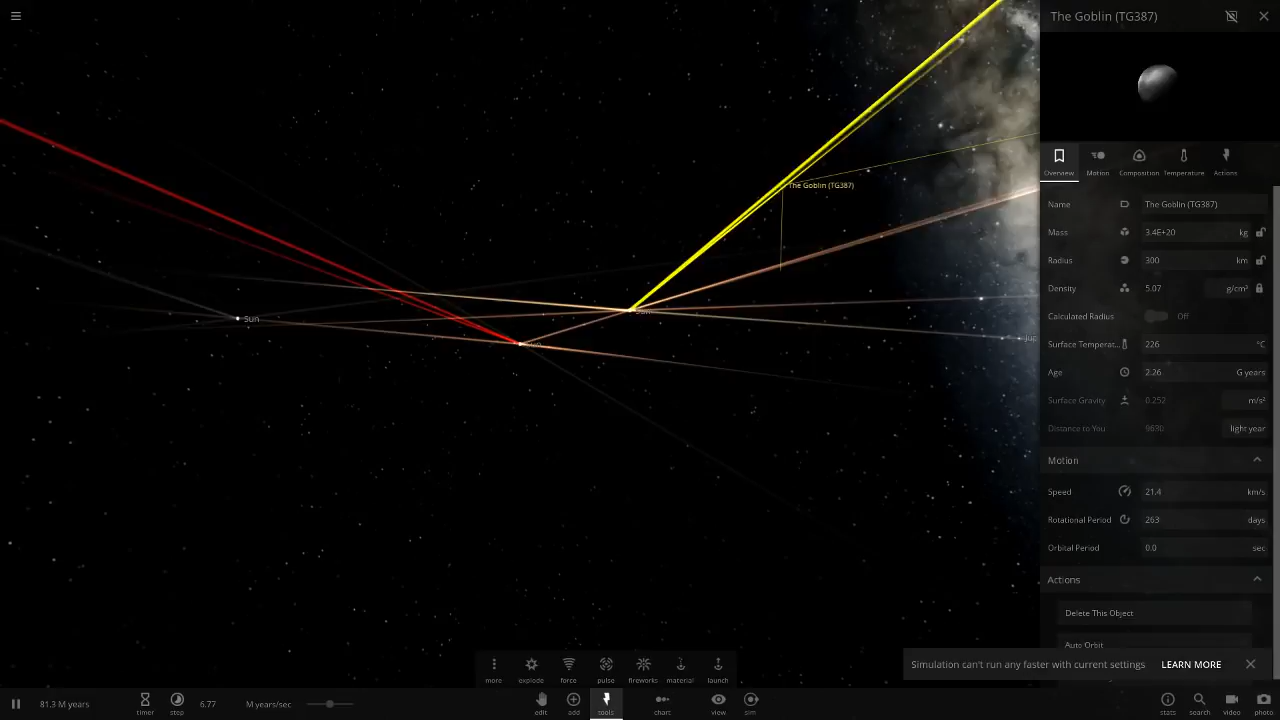 The Goblin (TG387)
The Goblin (TG387)
Sun
Overview
Motion
Composition
Temperature
Actions
Name The Goblin (TG387)
Mass 3.4E+20 kg
Radius 300 km
Density 5.07 g/cm³
Calculated Radius Off
Surface Temperat... 226 °C
Age 2.26 G years
Surface Gravity 0.252 m/s²
Distance to You 9630 light year
Motion
Speed 21.4 km/s
Rotational Period 263 days
Orbital Period 0.0 sec
Actions
Delete This Object
Auto Orbit
Simulation can't run any faster with current settings LEARN MORE
more
explode
force
pulse
fireworks
material
launch
81.3 M years
timer
step
6.77 M years/sec
edit
add
tools
chart
view
sim
stats
search
video
photo